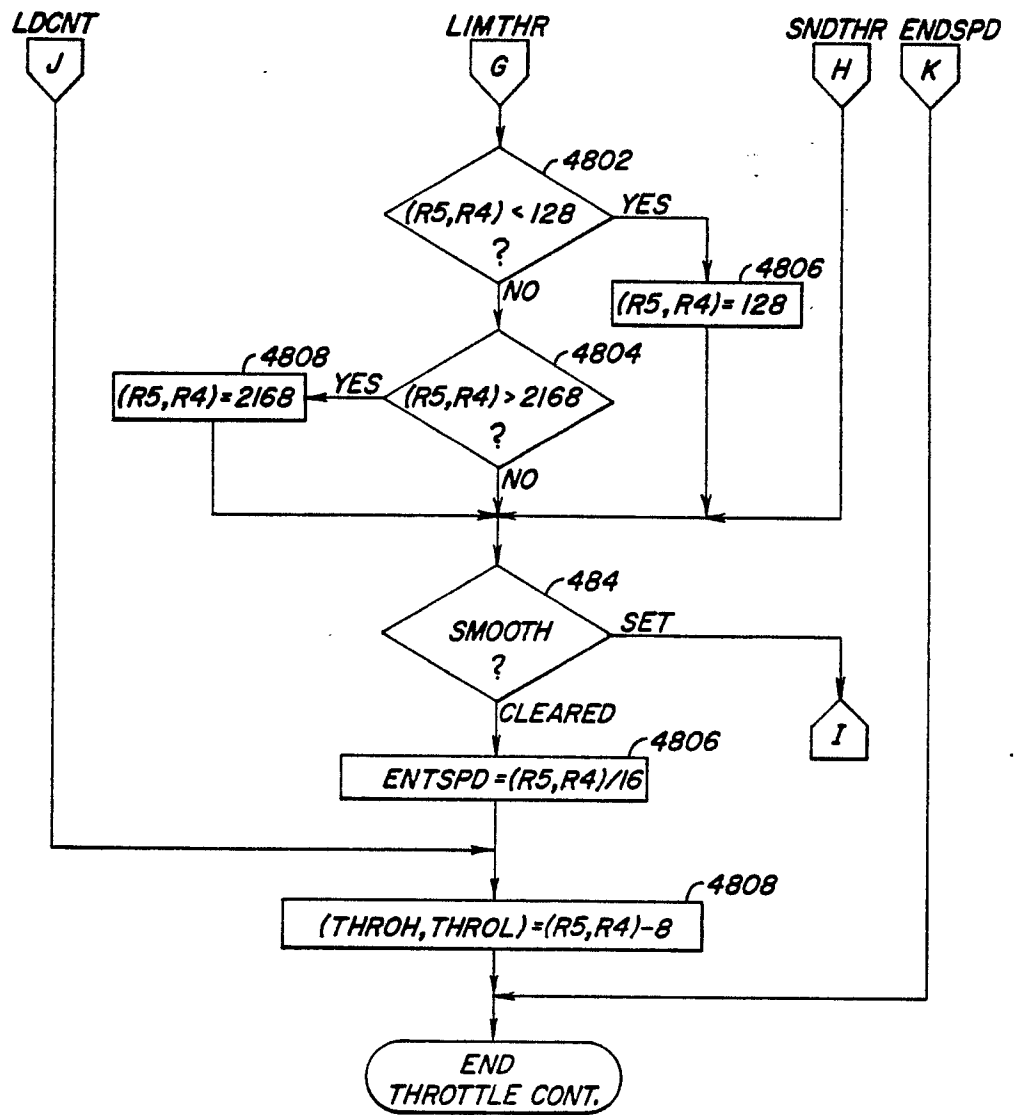 LDCNT
LIMTHR
SNDTHR
ENDSPD
J
G
H
K
4802
(R5,R4)<128
?
YES
NO
4806
(R5,R4)=128
4804
(R5,R4)>2168
?
YES
NO
4808
(R5,R4)=2168
484
SMOOTH
?
SET
CLEARED
I
4806
ENTSPD=(R5,R4)/16
4808
(THROH,THROL)=(R5,R4)-8
END
THROTTLE CONT.